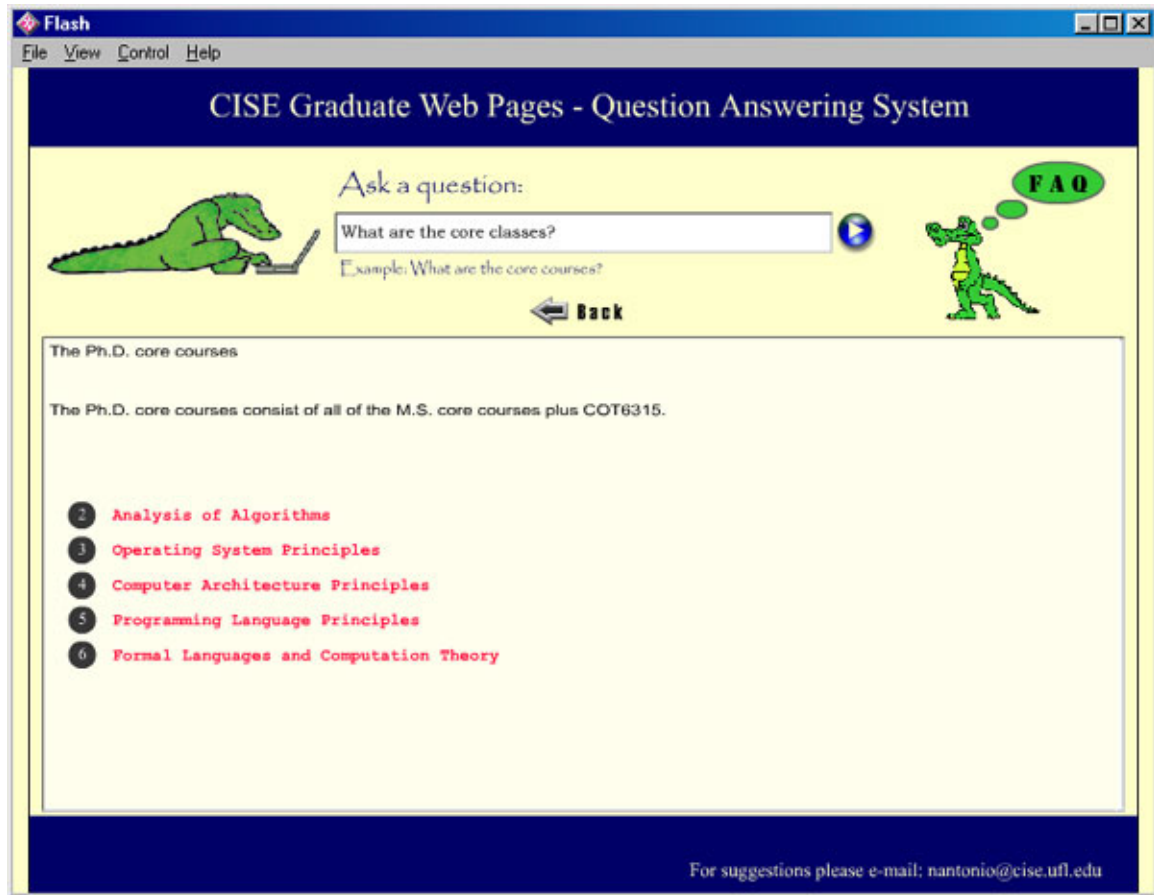 Flash
File View Control Help
CISE Graduate Web Pages - Question Answering System
Ask a question:
FAQ
What are the core classes?
Example: What are the core courses?
Back
The Ph.D. core courses
The Ph.D. core courses consist of all of the M.S. core courses plus COT6315.
2 Analysis of Algorithms
3 Operating System Principles
4 Computer Architecture Principles
5 Programming Language Principles
6 Formal Languages and Computation Theory
For suggestions please e-mail: nantonio@cise.ufl.edu